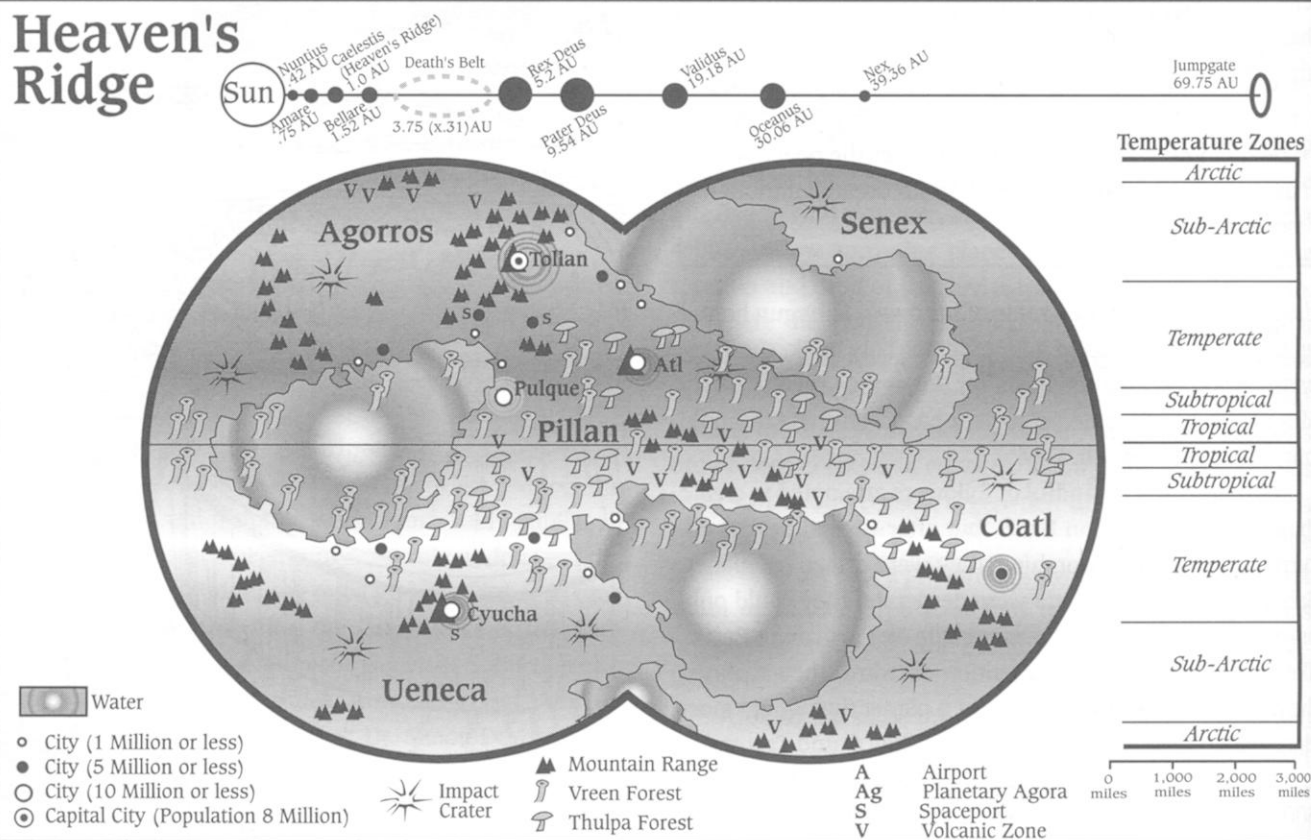 Heaven's
Ridge
Sun
Nuntius
.42 AU
Amare
.75 AU
Caelestis
(Heaven's Ridge)
1.0 AU
Bellare
1.52 AU
Death's Belt
3.75 (x.31)AU
Rex Deus
5.2 AU
Pater Deus
9.54 AU
Validus
19.18 AU
Oceanus
30.06 AU
Nex
39.36 AU
Jumpgate
69.75 AU
Temperature Zones
Arctic
Sub-Arctic
Temperate
Subtropical
Tropical
Tropical
Subtropical
Temperate
Sub-Arctic
Arctic
0 miles
1,000 miles
2,000 miles
3,000 miles
V
V
V
V
Agorros
Senex
Tolian
S
S
Atl
Pulque
Pillan
V
V
V
V
V
V
V
V
V
V
Coatl
Cyucha
S
Ueneca
V
V
Water
City (1 Million or less)
City (5 Million or less)
City (10 Million or less)
Capital City (Population 8 Million)
Impact
Crater
Mountain Range
Vreen Forest
Thulpa Forest
A Airport
Ag Planetary Agora
S Spaceport
V Volcanic Zone